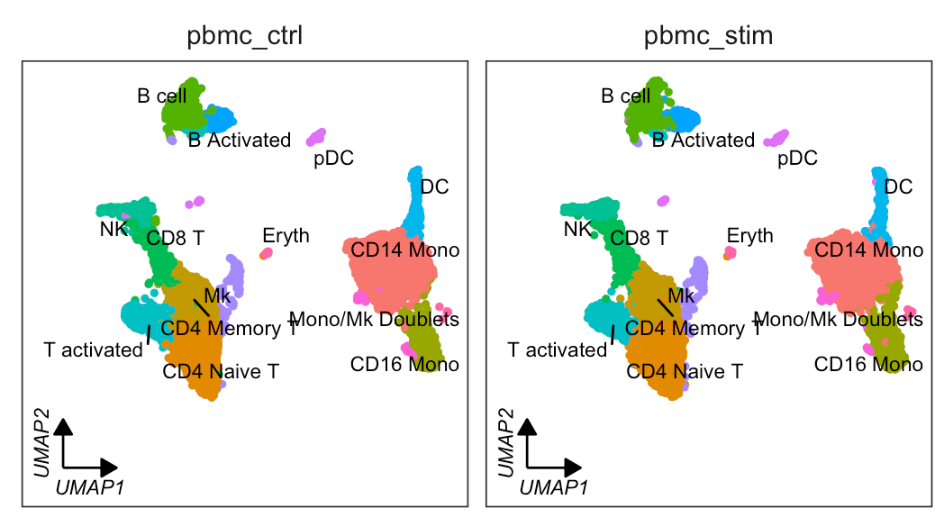 pbmc_ctrl
B cell
B Activated
pDC
DC
NK
CD8 T
Eryth
CD14 Mono
Mk
Mono/Mk Doublets
CD4 Memory T
T activated
CD4 Naive T
CD16 Mono
UMAP2
UMAP1
pbmc_stim
B cell
B Activated
pDC
DC
NK
CD8 T
Eryth
CD14 Mono
Mk
Mono/Mk Doublets
CD4 Memory T
T activated
CD4 Naive T
CD16 Mono
UMAP2
UMAP1